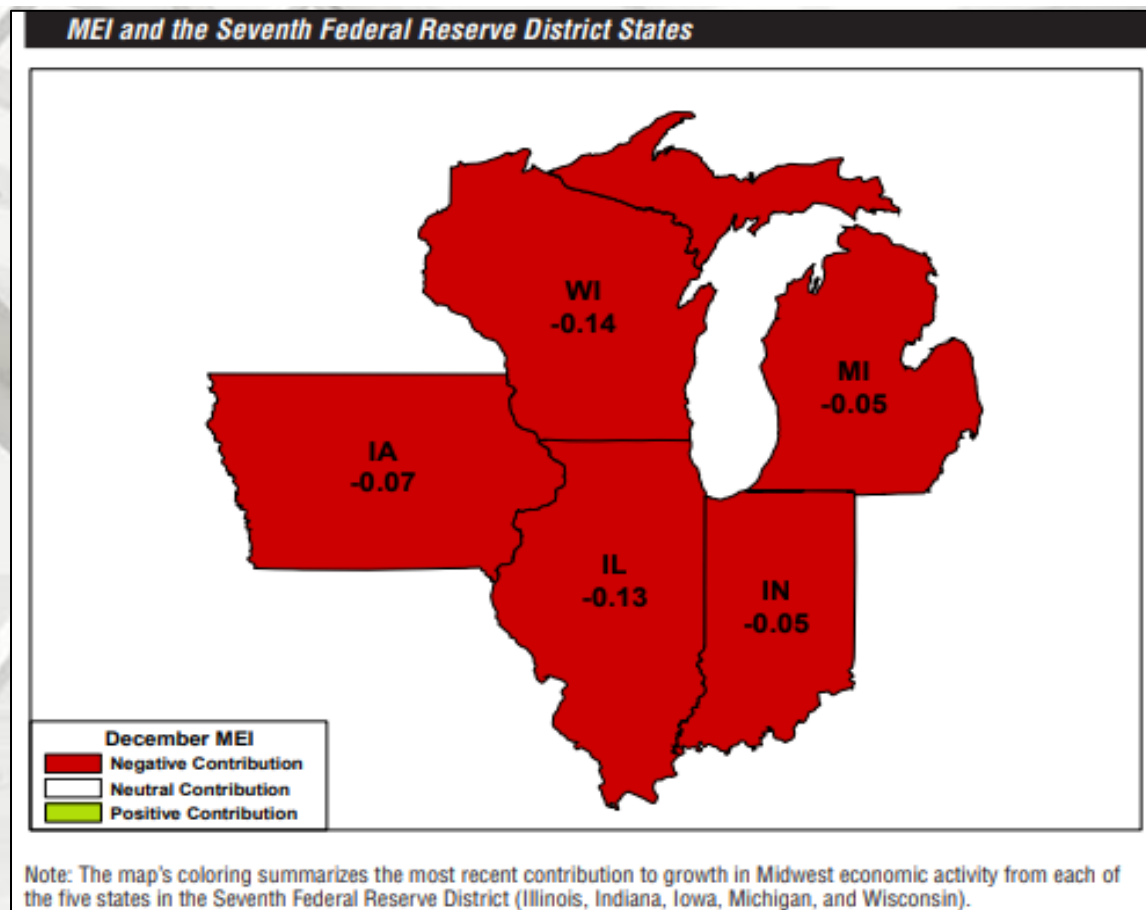 MEI and the Seventh Federal Reserve District States
WI
-0.14
MI
-0.05
IA
-0.07
IL
-0.13
IN
-0.05
December MEI
Negative Contribution
Neutral Contribution
Positive Contribution
Note: The map's coloring summarizes the most recent contribution to growth in Midwest economic activity from each of
the five states in the Seventh Federal Reserve District (Illinois, Indiana, Iowa, Michigan, and Wisconsin).